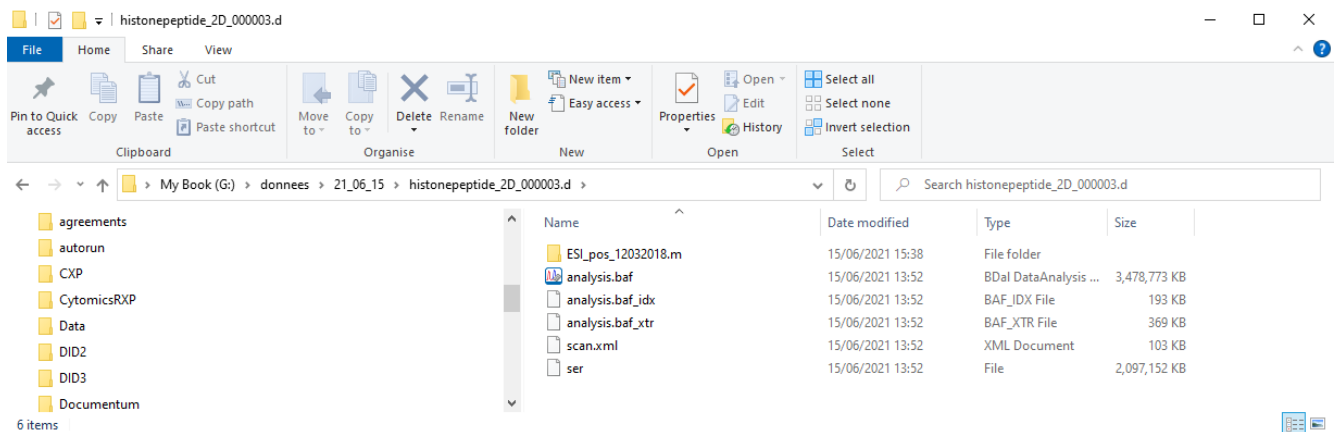 histonepeptide_2D_000003.d
File Home Share View
Pin to Quick access
Copy
Paste
Cut
Copy path
Paste shortcut
Clipboard
Move to
Copy to
Delete
Rename
Organise
New folder
New item
Easy access
New
Properties
Open
Edit
History
Open
Select all
Select none
Invert selection
Select
My Book (G:) > donnees > 21_06_15 > histonepeptide_2D_000003.d >
Search histonepeptide_2D_000003.d
agreements
autorun
CXP
CytomicsRXP
Data
DID2
DID3
Documentum
Name Date modified Type Size
ESI_pos_12032018.m 15/06/2021 15:38 File folder
analysis.baf 15/06/2021 13:52 BDal DataAnalysis ... 3,478,773 KB
analysis.baf_idx 15/06/2021 13:52 BAF_IDX File 193 KB
analysis.baf_xtr 15/06/2021 13:52 BAF_XTR File 369 KB
scan.xml 15/06/2021 13:52 XML Document 103 KB
ser 15/06/2021 13:52 File 2,097,152 KB
6 items